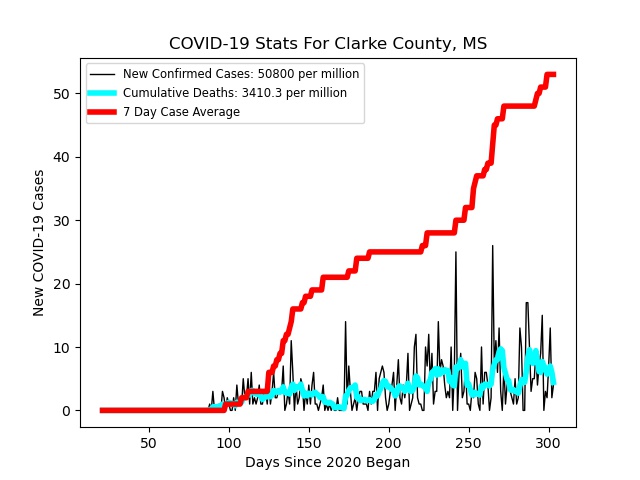 COVID-19 Stats For Clarke County, MS
New Confirmed Cases: 50800 per million
Cumulative Deaths: 3410.3 per million
7 Day Case Average
New COVID-19 Cases
50
40
30
20
10
0
50 100 150 200 250 300
Days Since 2020 Began